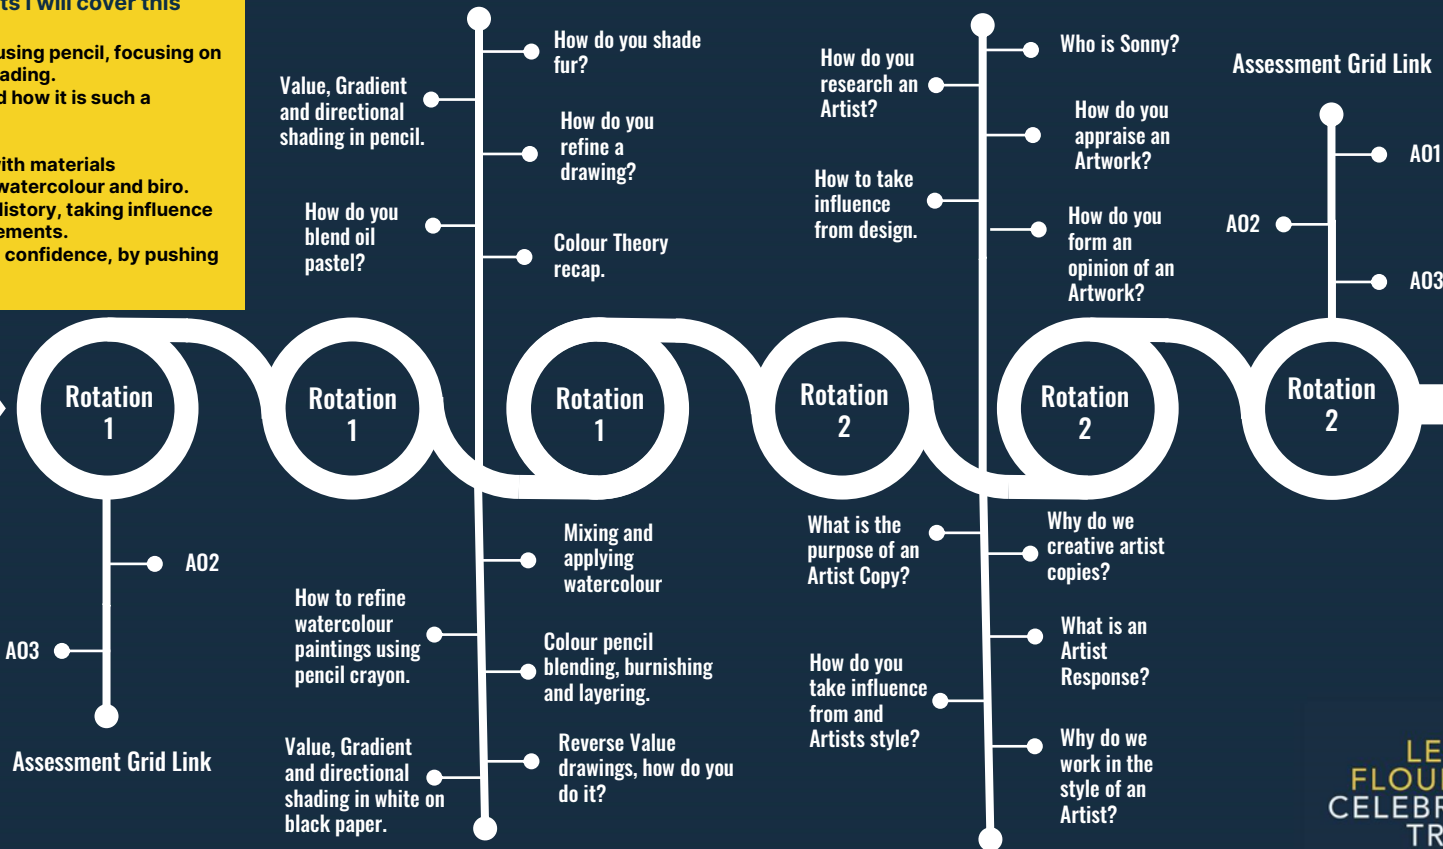 ts I will cover this
using pencil, focusing on
ading.
d how it is such a
with materials
watercolour and biro.
History, taking influence
ements.
confidence, by pushing
Value, Gradient
and directional
shading in pencil.
How do you
blend oil
pastel?
How do you shade
fur?
How do you
refine a
drawing?
Colour Theory
recap.
How do you
research an
Artist?
How to take
influence
from design.
Who is Sonny?
How do you
appraise an
Artwork?
How do you
form an
opinion of an
Artwork?
Assessment Grid Link
A01
A02
A03
Rotation
1
Rotation
1
Rotation
1
Rotation
2
Rotation
2
Rotation
2
A02
A03
Assessment Grid Link
How to refine
watercolour
paintings using
pencil crayon.
Value, Gradient
and directional
shading in white on
black paper.
Mixing and
applying
watercolour
Colour pencil
blending, burnishing
and layering.
Reverse Value
drawings, how do you
do it?
What is the
purpose of an
Artist Copy?
How do you
take influence
from and
Artists style?
Why do we
creative artist
copies?
What is an
Artist
Response?
Why do we
work in the
style of an
Artist?
LE
FLOU
CELEBR
TR